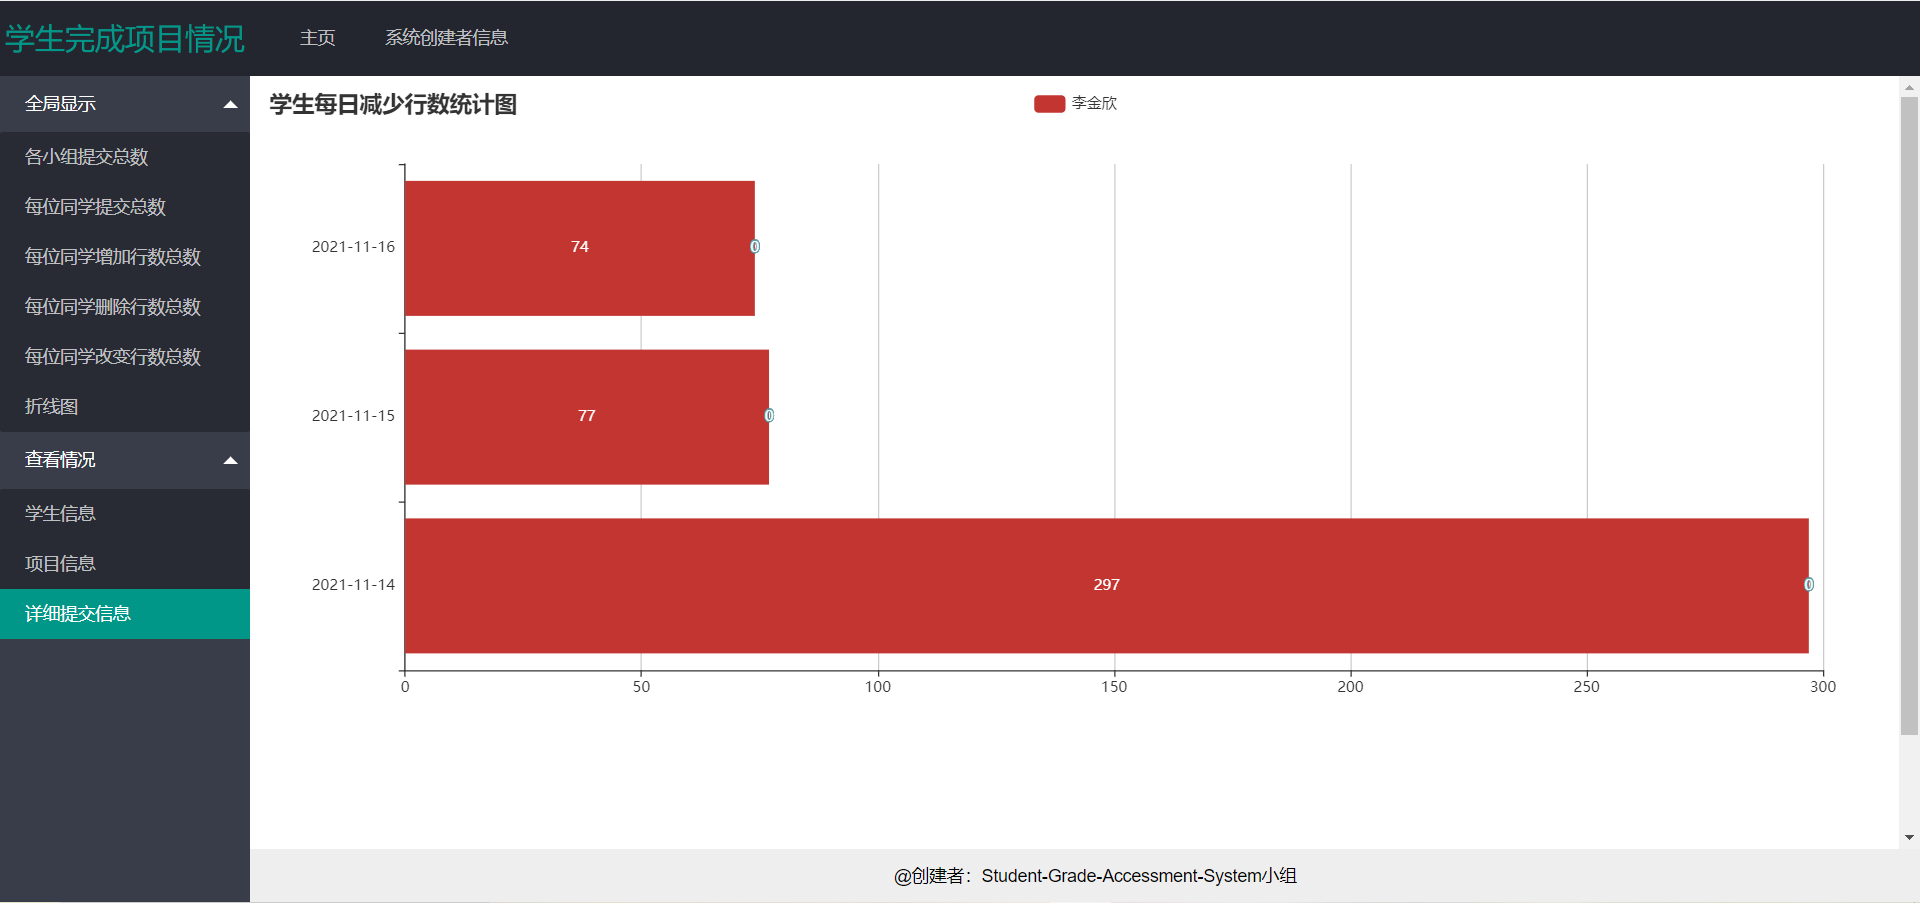 学生完成项目情况
主页
系统创建者信息
全局显示
各小组提交总数
每位同学提交总数
每位同学增加行数总数
每位同学删除行数总数
每位同学改变行数总数
折线图
查看情况
学生信息
项目信息
详细提交信息
学生每日减少行数统计图
李金欣
2021-11-16
74
0
2021-11-15
77
0
2021-11-14
297
0
0 50 100 150 200 250 300
@创建者：Student-Grade-Accessment-System小组